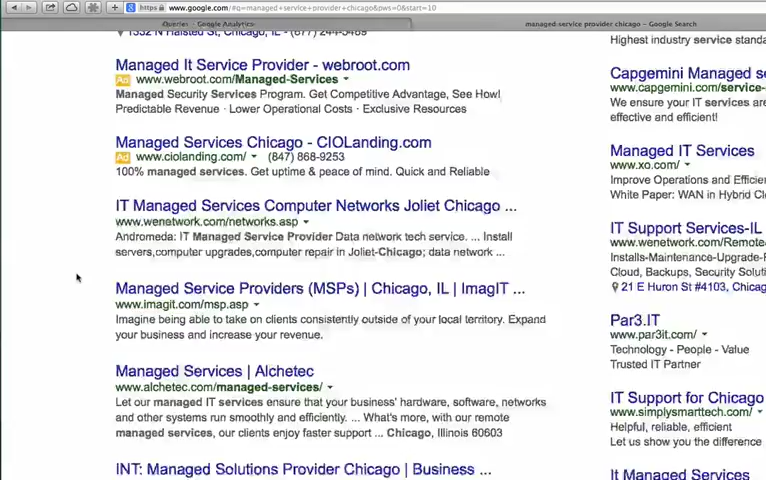 https www.google.com/#q=managed+service+provider+chicago&pws=0&start=10
Queries - Google Analytics
managed service provider chicago - Google Search
1332 N Halsted St, Chicago, IL - (877) 244-5489
Managed It Service Provider - webroot.com
Ad www.webroot.com/Managed-Services
Managed Security Services Program. Get Competitive Advantage, See How!
Predictable Revenue · Lower Operational Costs · Exclusive Resources
Managed Services Chicago - CIOLanding.com
Ad www.ciolanding.com/ (847) 868-9253
100% managed services. Get uptime & peace of mind. Quick and Reliable
IT Managed Services Computer Networks Joliet Chicago ...
www.wenetwork.com/networks.asp
Andromeda: IT Managed Service Provider Data network tech service. ... Install
servers,computer upgrades,computer repair in Joliet-Chicago; data network ...
Managed Service Providers (MSPs) | Chicago, IL | ImagIT ...
www.imagit.com/msp.asp
Imagine being able to take on clients consistently outside of your local territory. Expand
your business and increase your revenue.
Managed Services | Alchetec
www.alchetec.com/managed-services/
Let our managed IT services ensure that your business' hardware, software, networks
and other systems run smoothly and efficiently. ... What's more, with our remote
managed services, our clients enjoy faster support ... Chicago, Illinois 60603
INT: Managed Solutions Provider Chicago | Business ...
Highest industry service standa
Capgemini Managed se
www.capgemini.com/service-
We ensure your IT services are
effective and efficient!
Managed IT Services
www.xo.com/
Improve Operations and Efficie
White Paper: WAN in Hybrid Cl
IT Support Services-IL
www.wenetwork.com/Remote
Installs-Maintenance-Upgrade-
Cloud, Backups, Security Soluti
21 E Huron St #4103, Chicag
Par3.IT
www.par3it.com/
Technology - People - Value
Trusted IT Partner
IT Support for Chicago
www.simplysmarttech.com/
Helpful, reliable, efficient
Let us show you the difference
It Managed Services